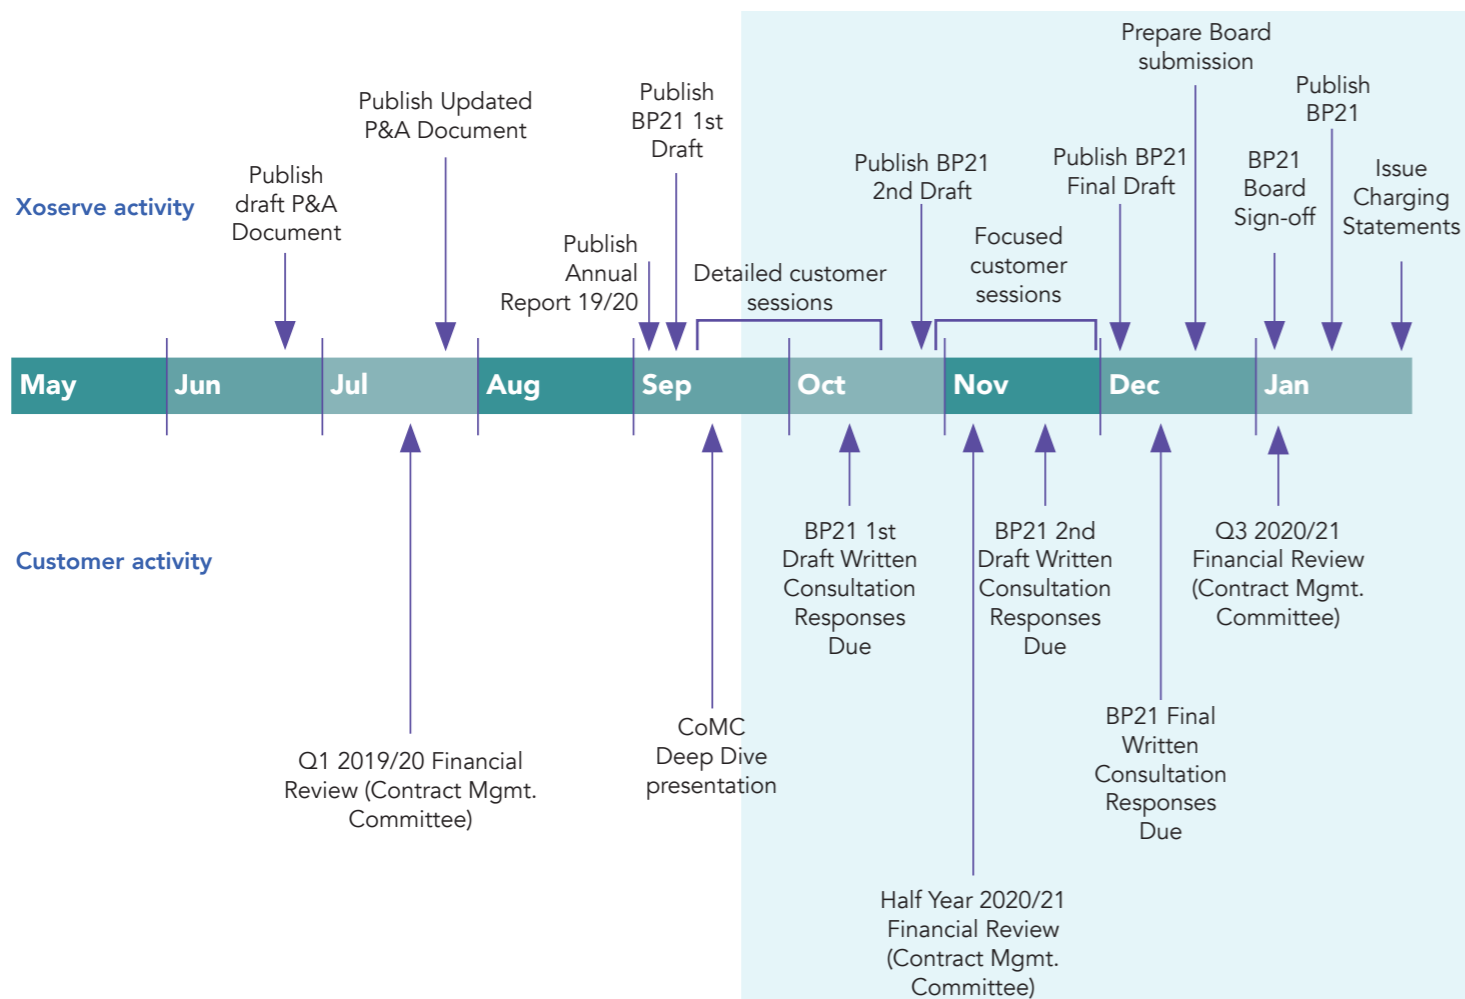 Prepare Board
submission
Publish
BP21
Publish Updated
P&A Document
Publish
BP21 1st
Draft
Publish BP21
2nd Draft
Publish BP21
Final Draft
BP21
Board
Sign-off
Issue
Charging
Statements
Xoserve activity
Publish
draft P&A
Document
Publish
Annual
Report 19/20
Detailed customer
sessions
Focused
customer
sessions
May
Jun
Jul
Aug
Sep
Oct
Nov
Dec
Jan
Customer activity
Q1 2019/20 Financial
Review (Contract Mgmt.
Committee)
CoMC
Deep Dive
presentation
BP21 1st
Draft Written
Consultation
Responses
Due
Half Year 2020/21
Financial Review
(Contract Mgmt.
Committee)
BP21 2nd
Draft Written
Consultation
Responses
Due
BP21 Final
Written
Consultation
Responses
Due
Q3 2020/21
Financial Review
(Contract Mgmt.
Committee)